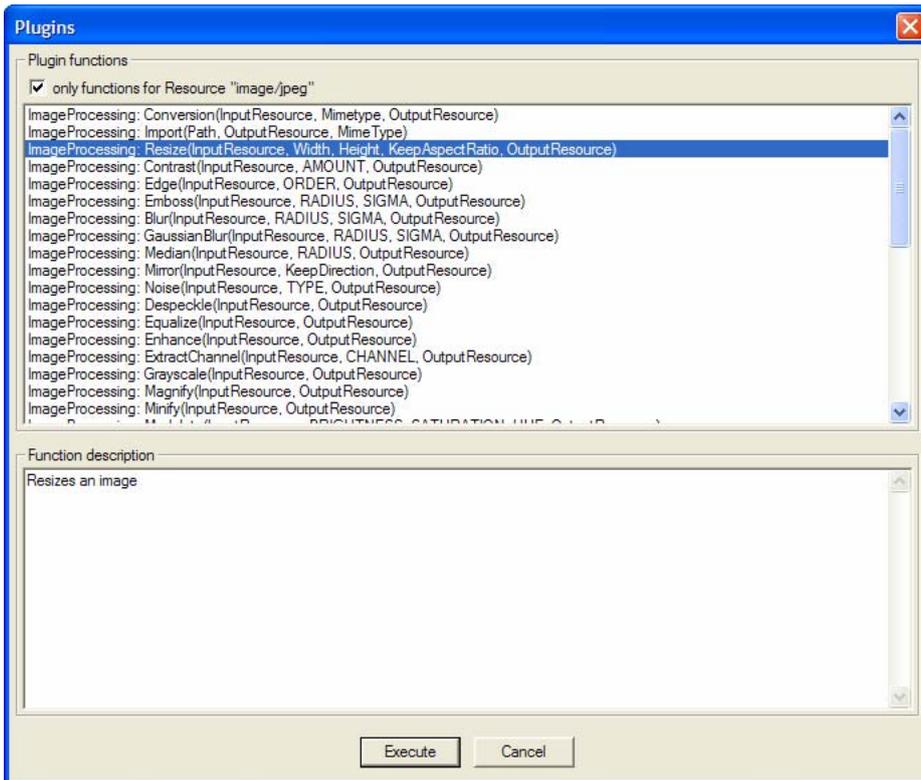 Plugins
Plugin functions
only functions for Resource "image/jpeg"
ImageProcessing: Conversion(InputResource, Mimetype, OutputResource)
ImageProcessing: Import(Path, OutputResource, MimeType)
ImageProcessing: Resize(InputResource, Width, Height, KeepAspectRatio, OutputResource)
ImageProcessing: Contrast(InputResource, AMOUNT, OutputResource)
ImageProcessing: Edge(InputResource, ORDER, OutputResource)
ImageProcessing: Emboss(InputResource, RADIUS, SIGMA, OutputResource)
ImageProcessing: Blur(InputResource, RADIUS, SIGMA, OutputResource)
ImageProcessing: GaussianBlur(InputResource, RADIUS, SIGMA, OutputResource)
ImageProcessing: Median(InputResource, RADIUS, OutputResource)
ImageProcessing: Mirror(InputResource, KeepDirection, OutputResource)
ImageProcessing: Noise(InputResource, TYPE, OutputResource)
ImageProcessing: Despeckle(InputResource, OutputResource)
ImageProcessing: Equalize(InputResource, OutputResource)
ImageProcessing: Enhance(InputResource, OutputResource)
ImageProcessing: ExtractChannel(InputResource, CHANNEL, OutputResource)
ImageProcessing: Grayscale(InputResource, OutputResource)
ImageProcessing: Magnify(InputResource, OutputResource)
ImageProcessing: Minify(InputResource, OutputResource)
Function description
Resizes an image
Execute
Cancel